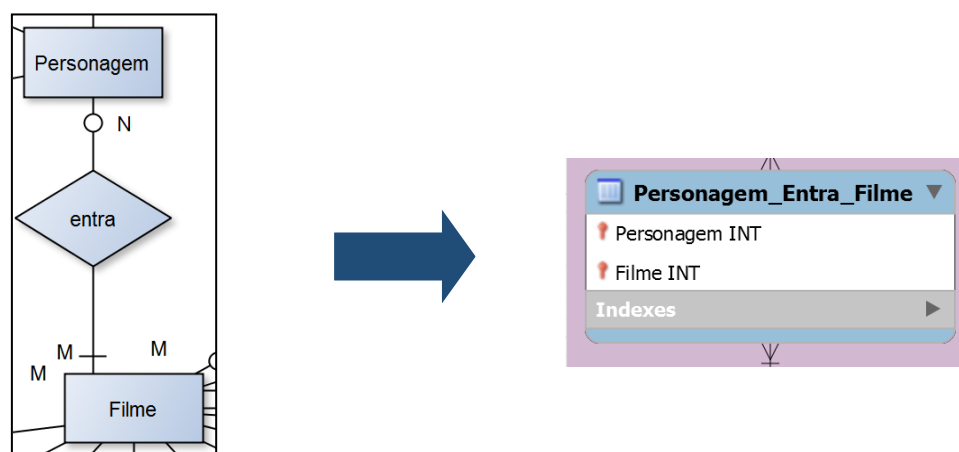 Personagem
N
entra
M
M
M
Filme
Personagem_Entra_Filme
Personagem INT
Filme INT
Indexes